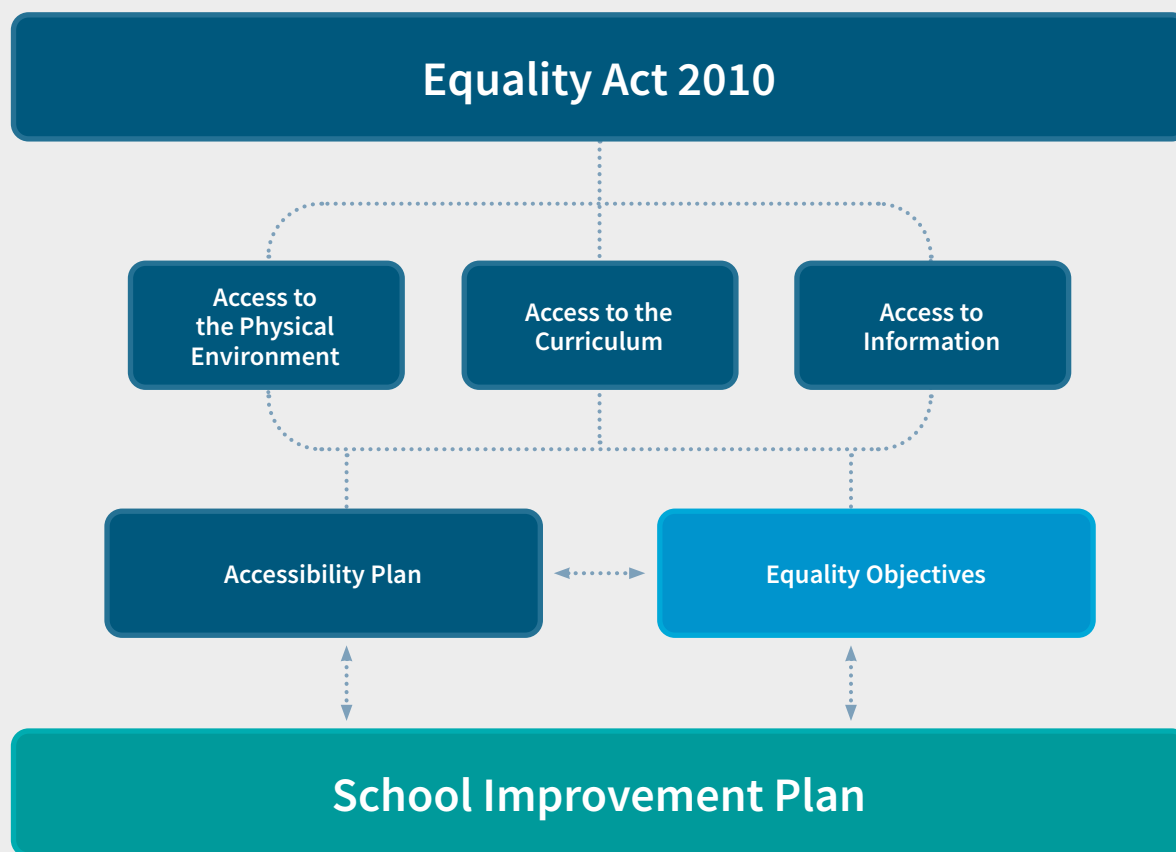 Equality Act 2010
Access to
the Physical
Environment
Access to the
Curriculum
Access to
Information
Accessibility Plan
Equality Objectives
School Improvement Plan